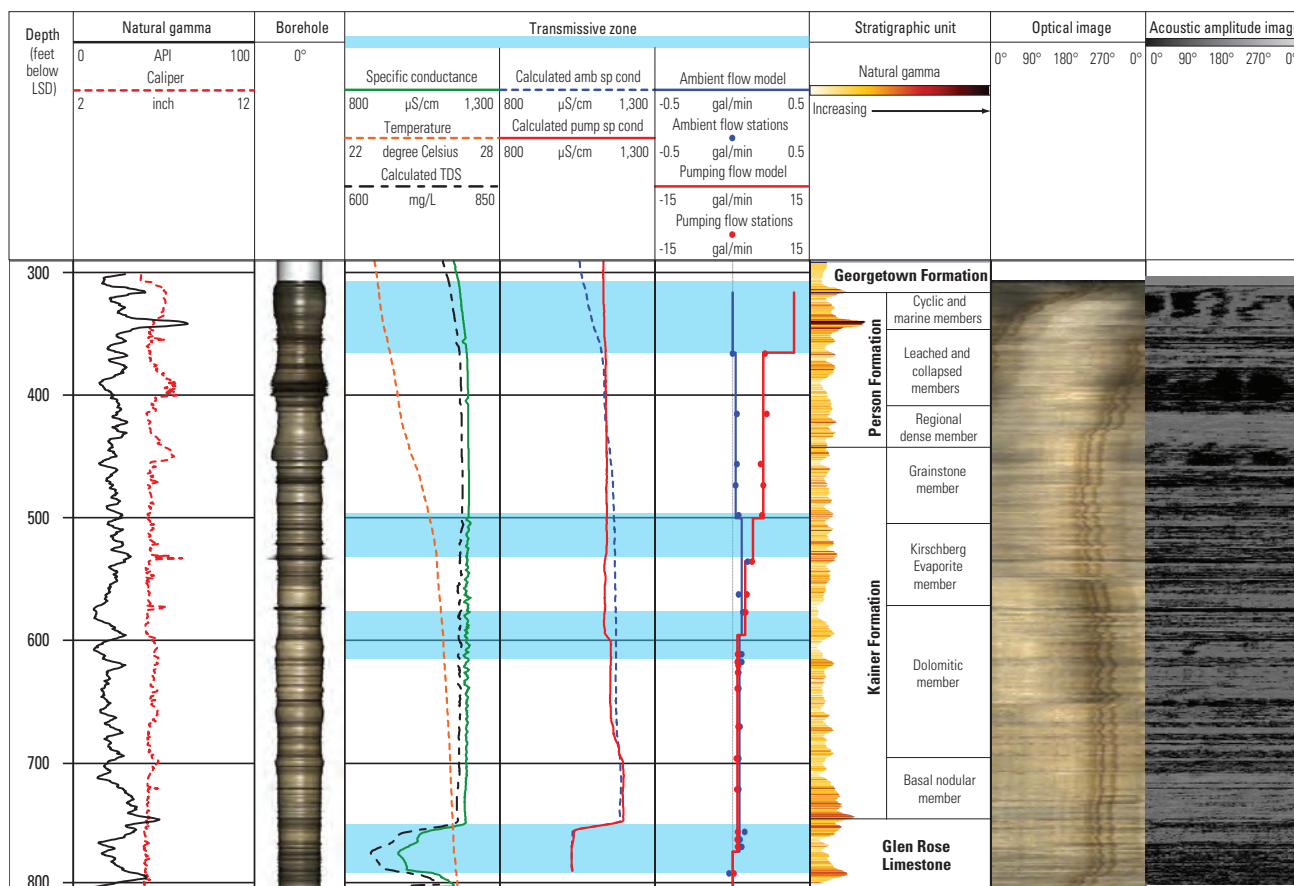 Depth
(feet
below
LSD)
Natural gamma
0 API 100
Caliper
2 inch 12
Borehole
0°
Transmissive zone
Specific conductance
800 µS/cm 1,300
Temperature
22 degree Celsius 28
Calculated TDS
600 mg/L 850
Calculated amb sp cond
800 µS/cm 1,300
Calculated pump sp cond
800 µS/cm 1,300
Ambient flow model
-0.5 gal/min 0.5
Ambient flow stations
-0.5 gal/min 0.5
Pumping flow model
-15 gal/min 15
Pumping flow stations
-15 gal/min 15
Stratigraphic unit
Natural gamma
Increasing
Optical image
0° 90° 180° 270° 0°
Acoustic amplitude image
0° 90° 180° 270° 0°
300
400
500
600
700
800
Georgetown Formation
Person Formation
Cyclic and
marine members
Leached and
collapsed
members
Regional
dense member
Kainer Formation
Grainstone
member
Kirschberg
Evaporite
member
Dolomitic
member
Basal nodular
member
Glen Rose
Limestone